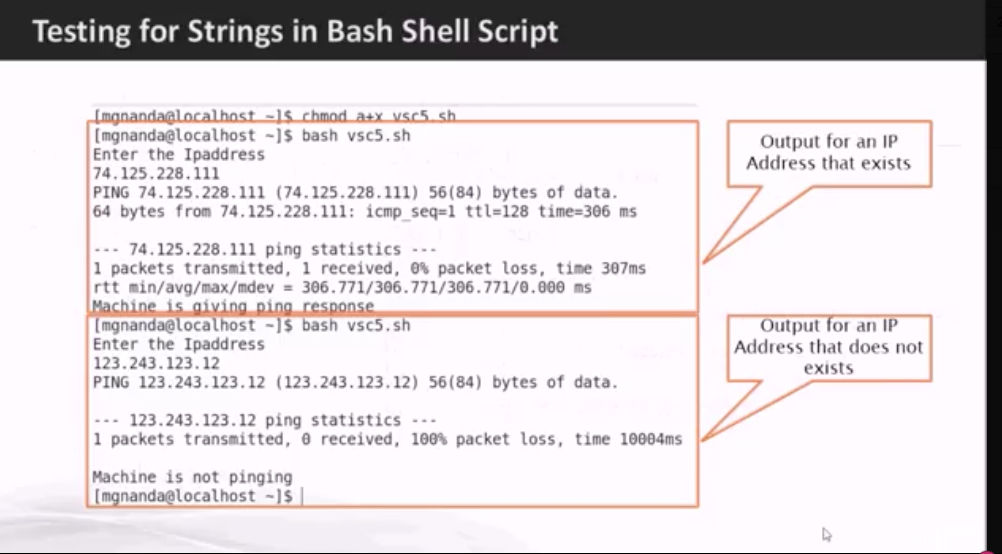 Testing for Strings in Bash Shell Script
[mgnanda@localhost ~]$ chmod a+x vsc5.sh
[mgnanda@localhost ~]$ bash vsc5.sh
Enter the Ipaddress
74.125.228.111
PING 74.125.228.111 (74.125.228.111) 56(84) bytes of data.
64 bytes from 74.125.228.111: icmp_seq=1 ttl=128 time=306 ms
--- 74.125.228.111 ping statistics ---
1 packets transmitted, 1 received, 0% packet loss, time 307ms
rtt min/avg/max/mdev = 306.771/306.771/306.771/0.000 ms
Machine is giving ping response
Output for an IP
Address that exists
[mgnanda@localhost ~]$ bash vsc5.sh
Enter the Ipaddress
123.243.123.12
PING 123.243.123.12 (123.243.123.12) 56(84) bytes of data.
--- 123.243.123.12 ping statistics ---
1 packets transmitted, 0 received, 100% packet loss, time 10004ms
Machine is not pinging
[mgnanda@localhost ~]$
Output for an IP
Address that does not
exists